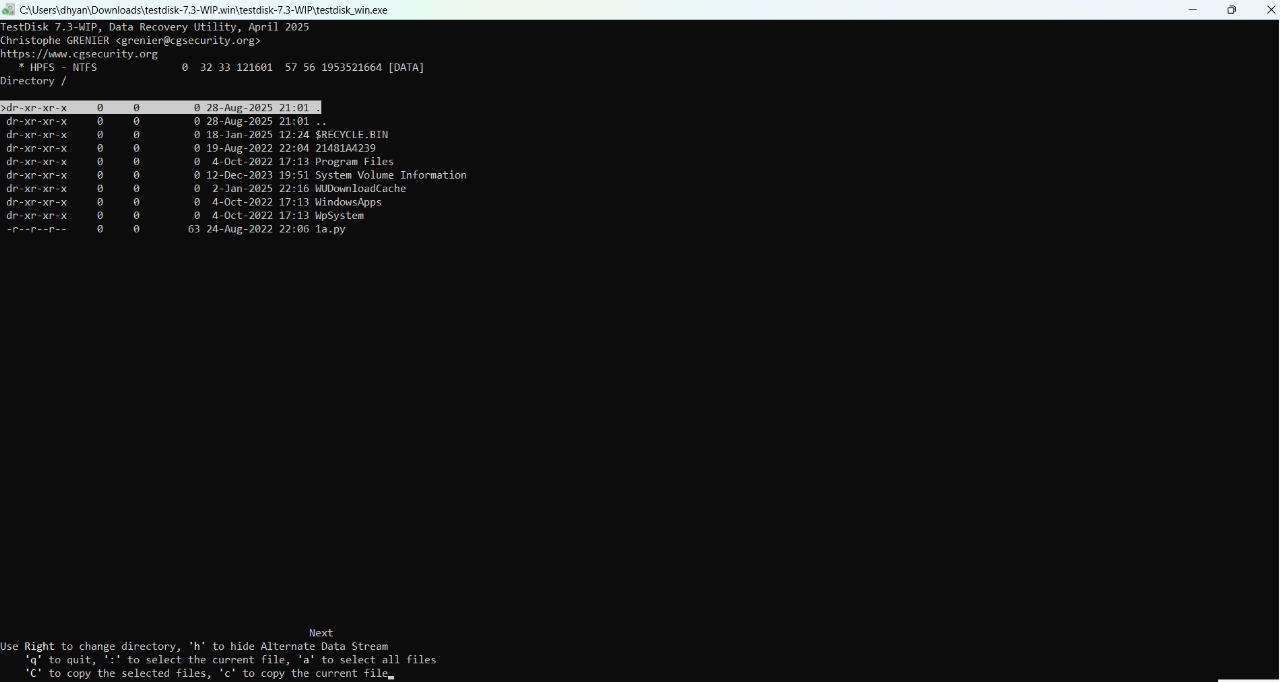 C:\Users\dhyan\Downloads\testdisk-7.3-WIP.win\testdisk-7.3-WIP\testdisk_win.exe
TestDisk 7.3-WIP, Data Recovery Utility, April 2025
Christophe GRENIER <grenier@cgsecurity.org>
https://www.cgsecurity.org
   * HPFS - NTFS              0  32 33 121601  57 56 1953521664 [DATA]
Directory /
>dr-xr-xr-x     0     0         0 28-Aug-2025 21:01 .
 dr-xr-xr-x     0     0         0 28-Aug-2025 21:01 ..
 dr-xr-xr-x     0     0         0 18-Jan-2025 12:24 $RECYCLE.BIN
 dr-xr-xr-x     0     0         0 19-Aug-2022 22:04 21481A4239
 dr-xr-xr-x     0     0         0  4-Oct-2022 17:13 Program Files
 dr-xr-xr-x     0     0         0 12-Dec-2023 19:51 System Volume Information
 dr-xr-xr-x     0     0         0  2-Jan-2025 22:16 WUDownloadCache
 dr-xr-xr-x     0     0         0  4-Oct-2022 17:13 WindowsApps
 dr-xr-xr-x     0     0         0  4-Oct-2022 17:13 WpSystem
 -r--r--r--     0     0        63 24-Aug-2022 22:06 1a.py
Next
Use Right to change directory, 'h' to hide Alternate Data Stream
    'q' to quit, ':' to select the current file, 'a' to select all files
    'C' to copy the selected files, 'c' to copy the current file